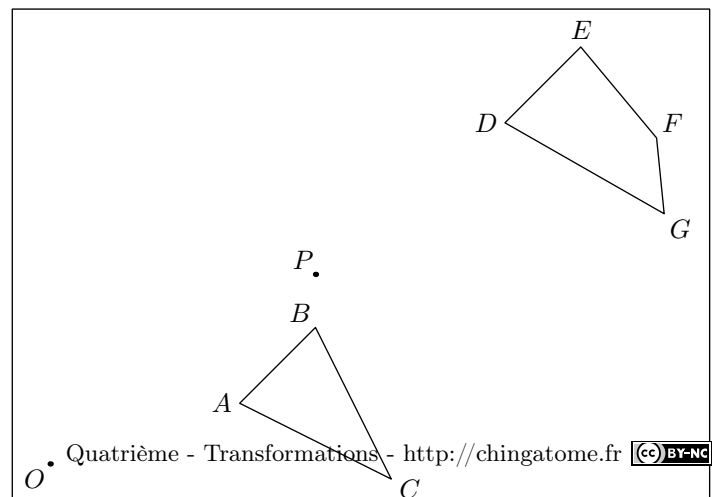 E
D
F
G
P
B
A
Quatrième - Transformations - http://chingatome.fr cc BY-NC
O
C